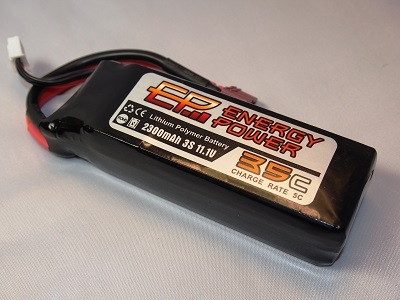 EP ENERGY POWER
Lithium Polymer Battery
2300mAh 3S 11.1V
35C
CHARGE RATE 5C